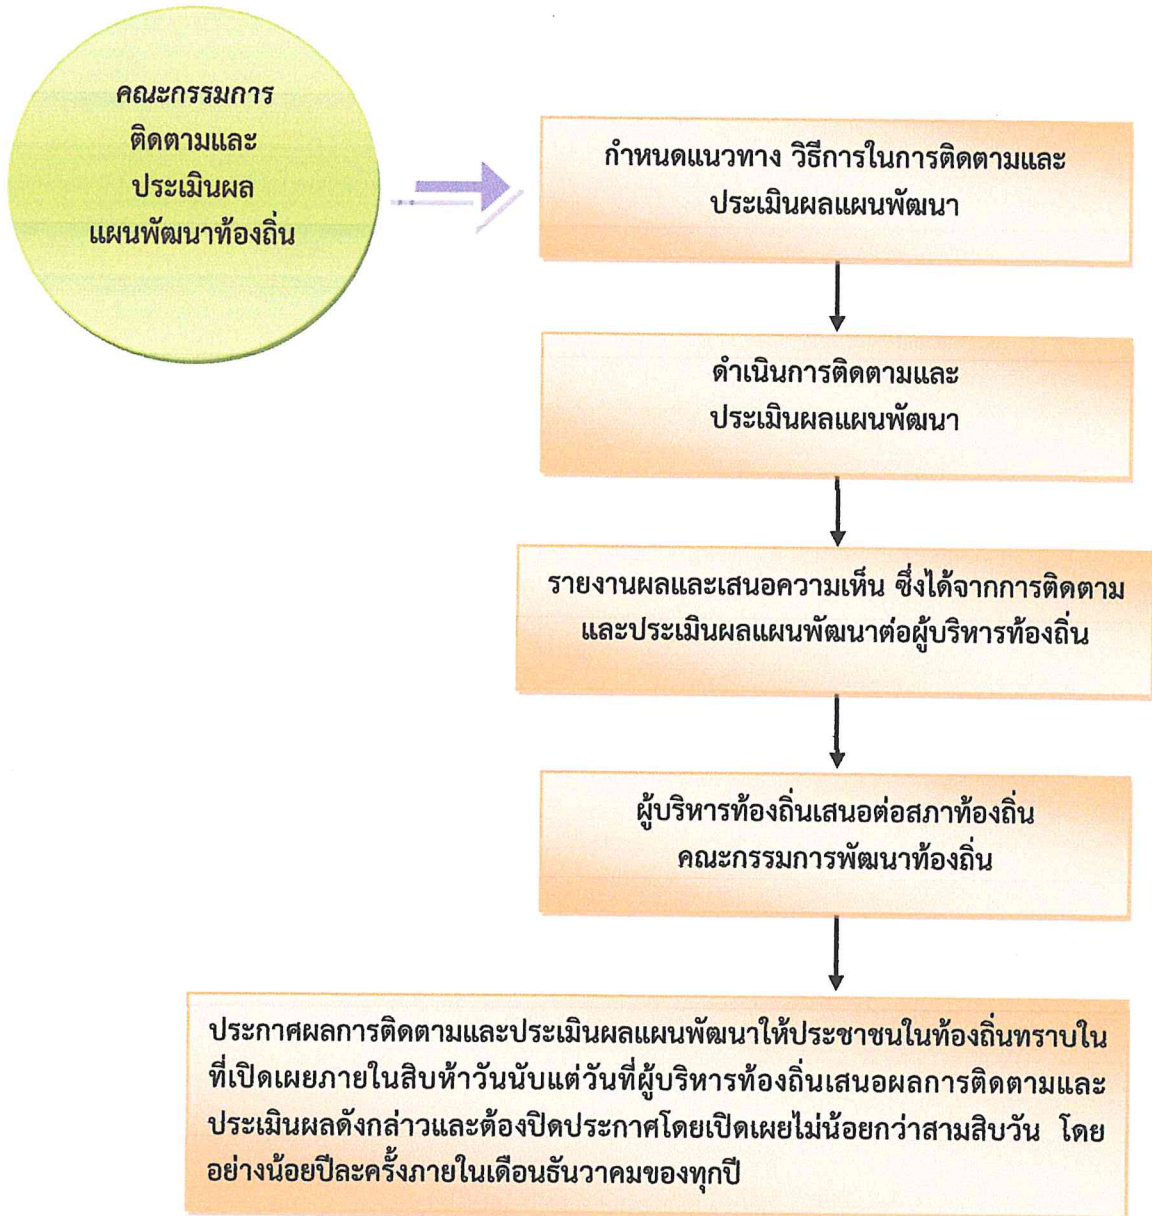 คณะกรรมการ
ติดตามและ
ประเมินผล
แผนพัฒนาท้องถิ่น
กำหนดแนวทาง วิธีการในการติดตามและ
ประเมินผลแผนพัฒนา
ดำเนินการติดตามและ
ประเมินผลแผนพัฒนา
รายงานผลและเสนอความเห็น ซึ่งได้จากการติดตาม
และประเมินผลแผนพัฒนาต่อผู้บริหารท้องถิ่น
ผู้บริหารท้องถิ่นเสนอต่อสภาท้องถิ่น
คณะกรรมการพัฒนาท้องถิ่น
ประกาศผลการติดตามและประเมินผลแผนพัฒนาให้ประชาชนในท้องถิ่นทราบใน
ที่เปิดเผยภายในสิบห้าวันนับแต่วันที่ผู้บริหารท้องถิ่นเสนอผลการติดตามและ
ประเมินผลดังกล่าวและต้องปิดประกาศโดยเปิดเผยไม่น้อยกว่าสามสิบวัน โดย
อย่างน้อยปีละครั้งภายในเดือนธันวาคมของทุกปี